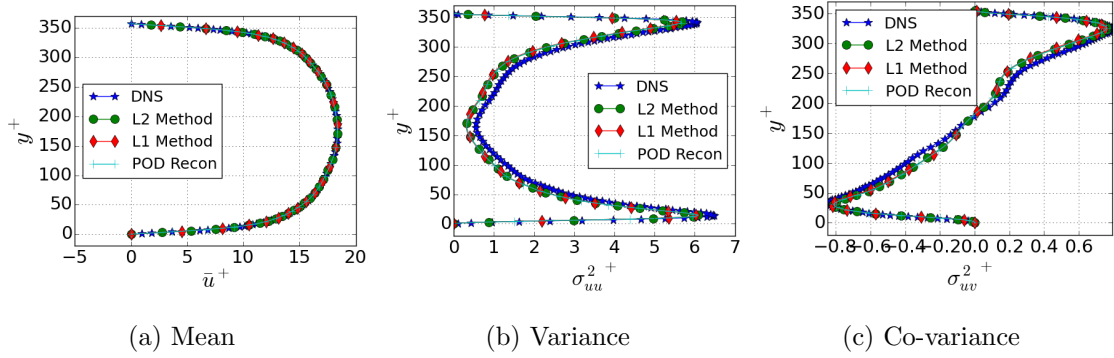 350
300
250
200
150
100
50
0
y⁺
DNS
L2 Method
L1 Method
POD Recon
−5 0 5 10 15 20
ū⁺
(a) Mean
350
300
250
200
150
100
50
0
y⁺
DNS
L2 Method
L1 Method
POD Recon
0 1 2 3 4 5 6 7
σ²ᵤᵤ⁺
(b) Variance
350
300
250
200
150
100
50
0
y⁺
DNS
L2 Method
L1 Method
POD Recon
−0.8 −0.6 −0.4 −0.2 0.0 0.2 0.4 0.6
σ²ᵤᵥ⁺
(c) Co-variance